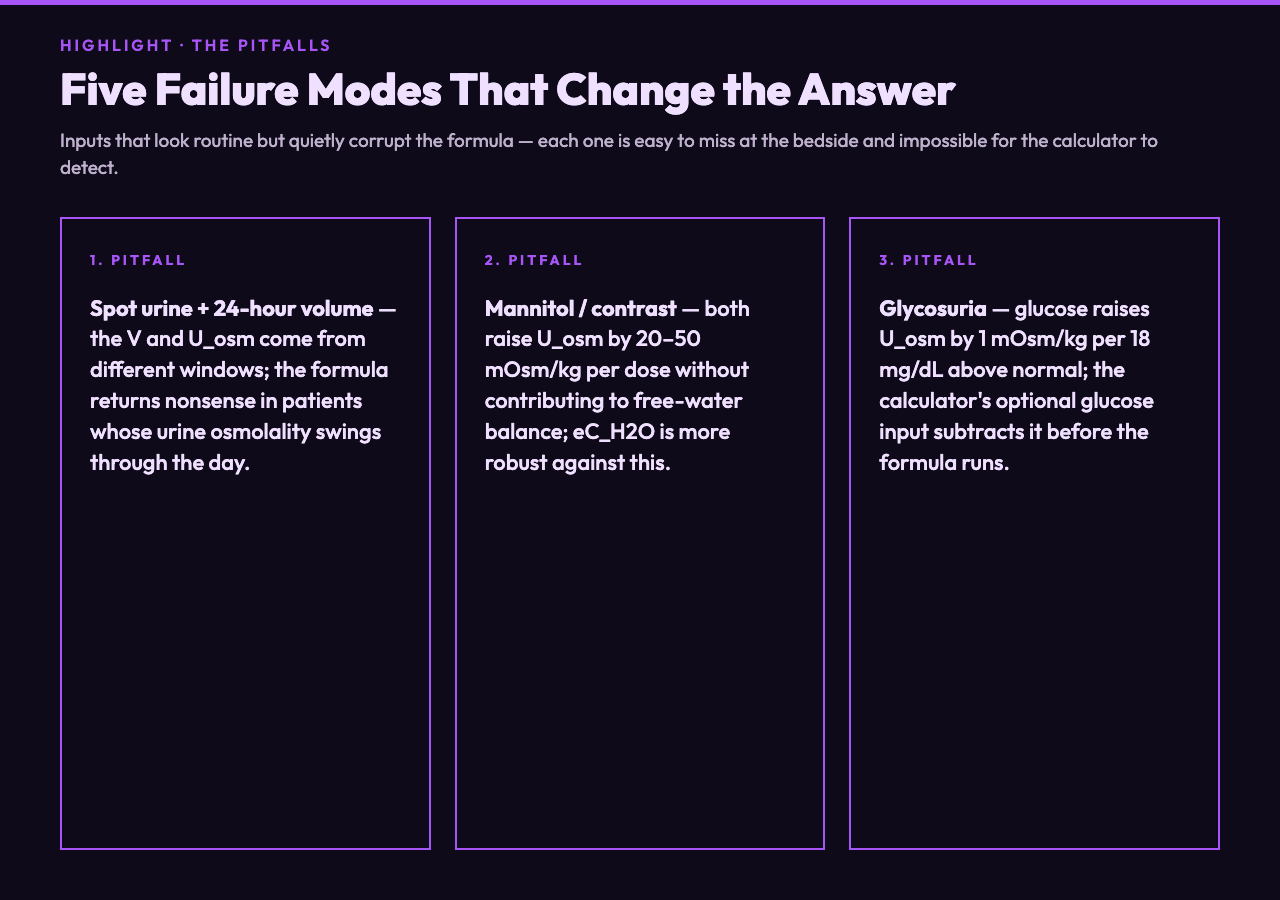 HIGHLIGHT · THE PITFALLS
Five Failure Modes That Change the Answer
Inputs that look routine but quietly corrupt the formula — each one is easy to miss at the bedside and impossible for the calculator to
detect.
1. PITFALL
Spot urine + 24-hour volume —
the V and U_osm come from
different windows; the formula
returns nonsense in patients
whose urine osmolality swings
through the day.
2. PITFALL
Mannitol / contrast — both
raise U_osm by 20–50
mOsm/kg per dose without
contributing to free-water
balance; eC_H2O is more
robust against this.
3. PITFALL
Glycosuria — glucose raises
U_osm by 1 mOsm/kg per 18
mg/dL above normal; the
calculator's optional glucose
input subtracts it before the
formula runs.